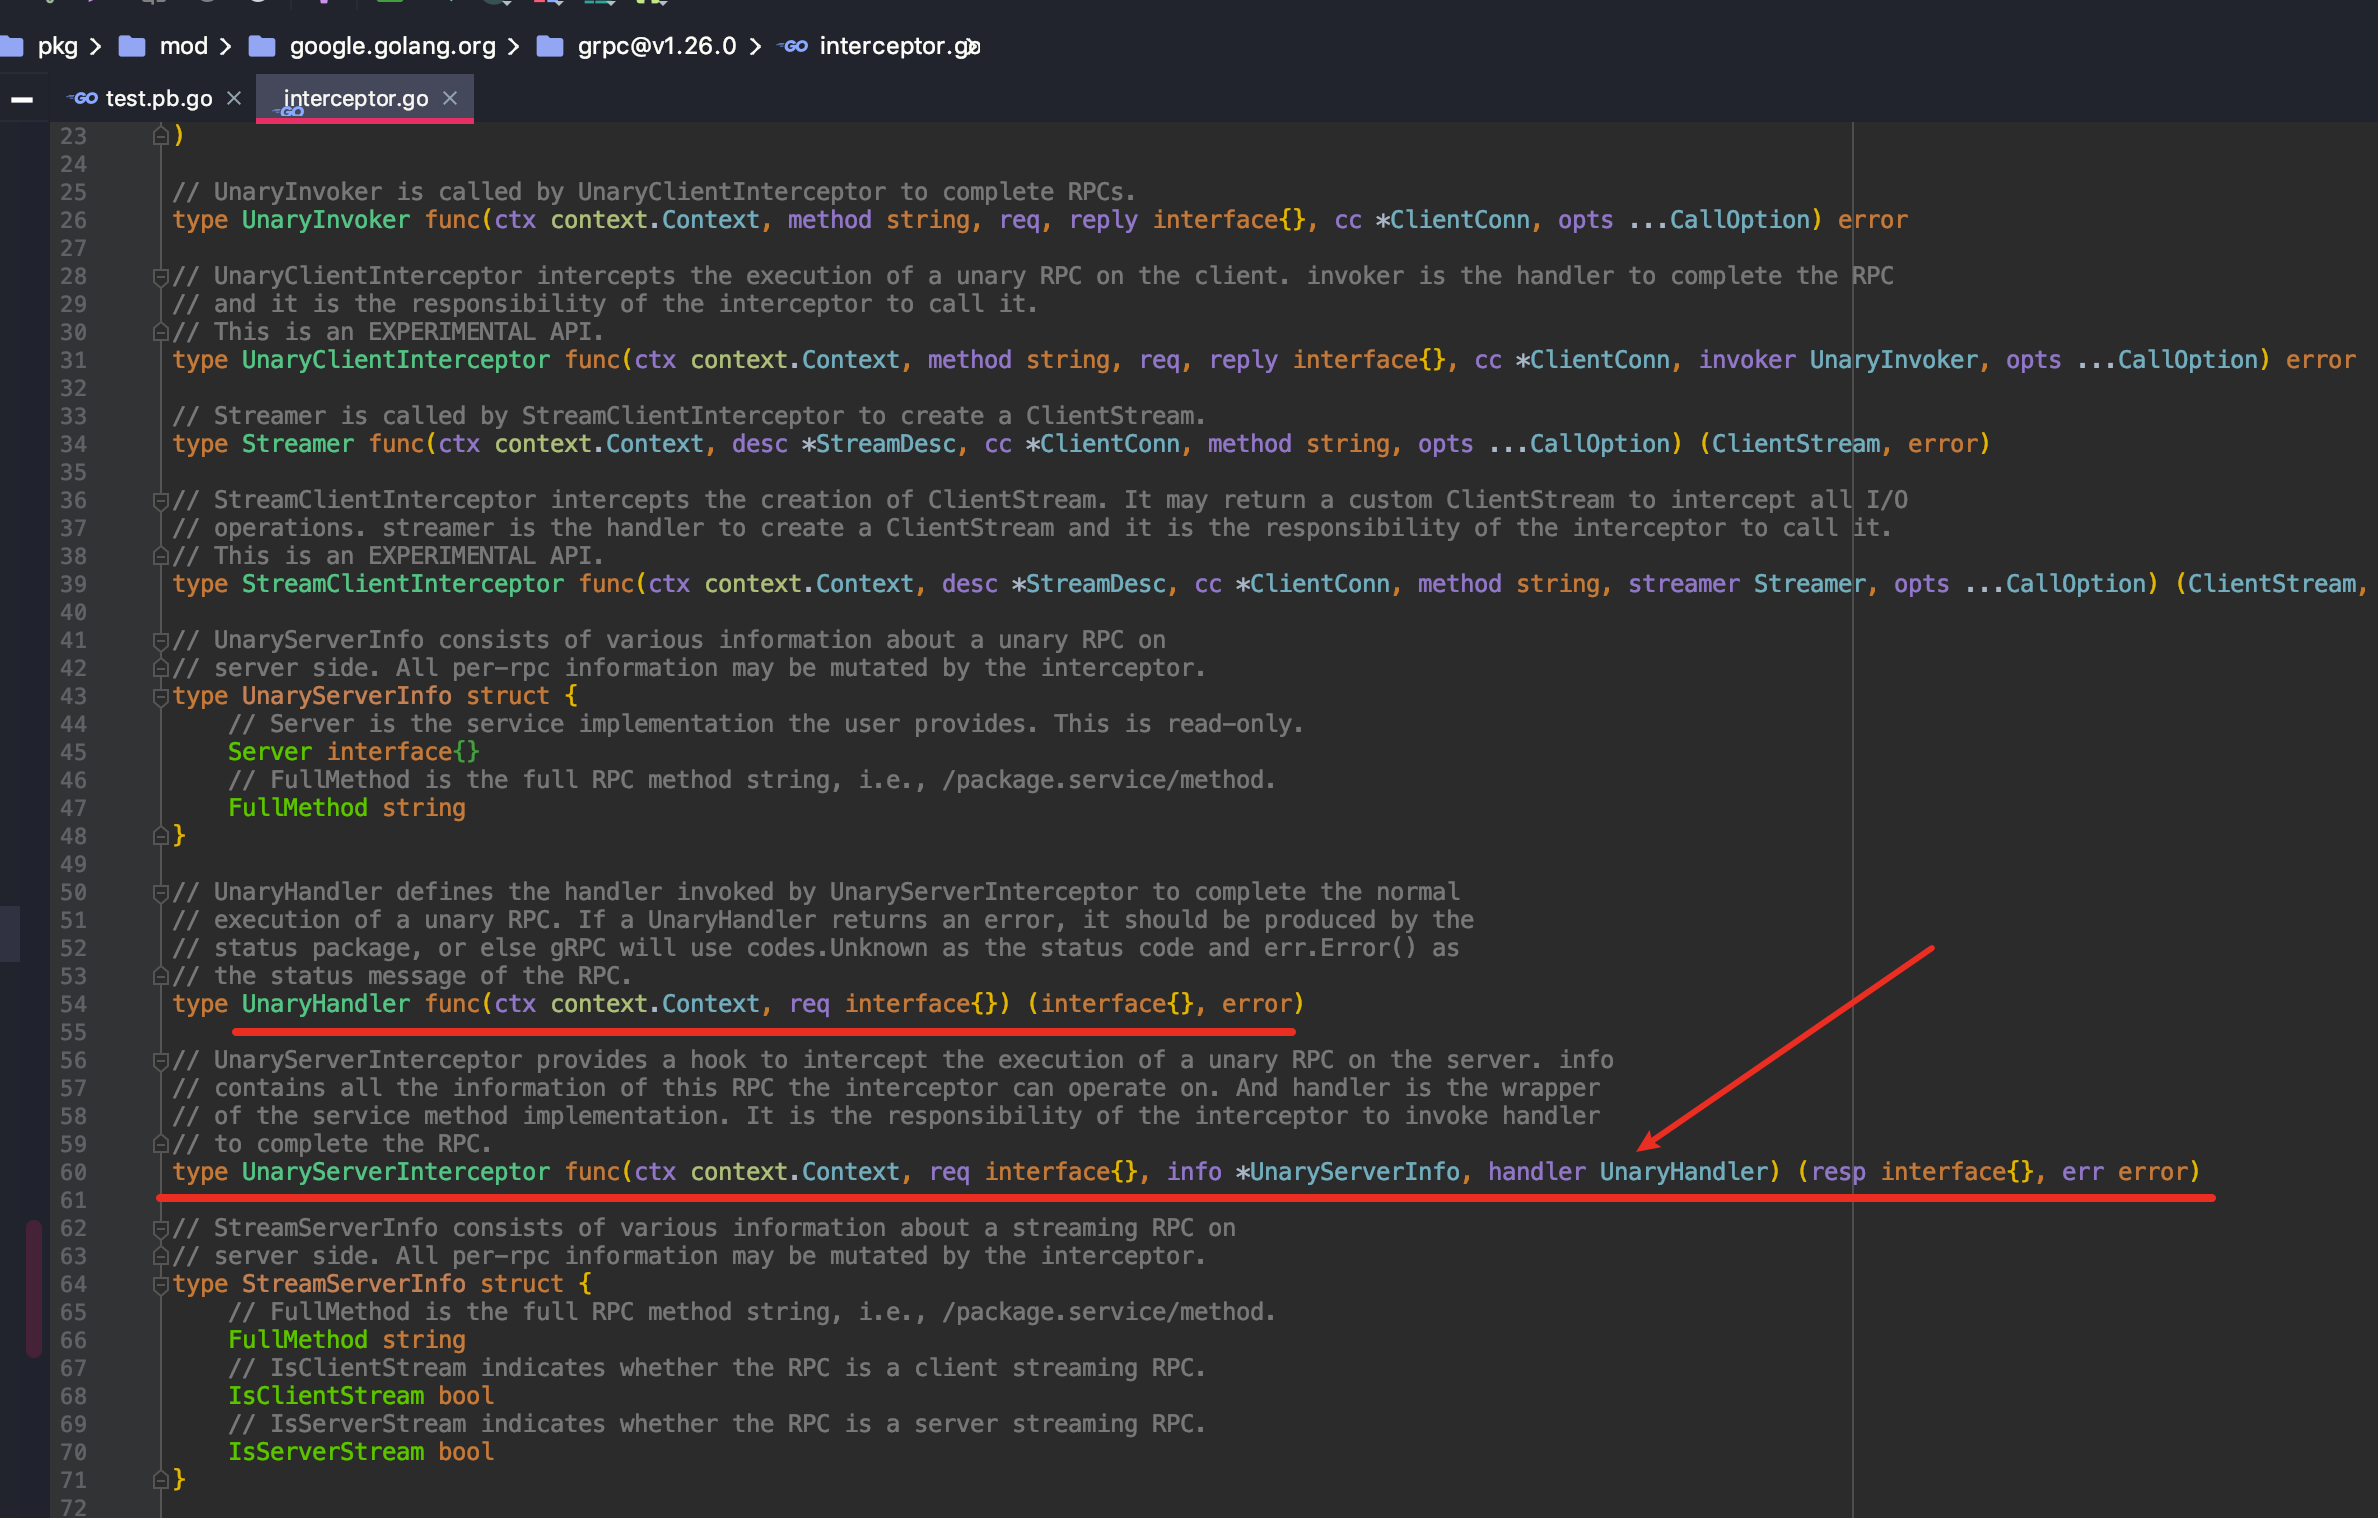 pkg > mod > google.golang.org > grpc@v1.26.0 > interceptor.go
test.pb.go × interceptor.go ×
23 )
24
25 // UnaryInvoker is called by UnaryClientInterceptor to complete RPCs.
26 type UnaryInvoker func(ctx context.Context, method string, req, reply interface{}, cc *ClientConn, opts ...CallOption) error
27
28 // UnaryClientInterceptor intercepts the execution of a unary RPC on the client. invoker is the handler to complete the RPC
29 // and it is the responsibility of the interceptor to call it.
30 // This is an EXPERIMENTAL API.
31 type UnaryClientInterceptor func(ctx context.Context, method string, req, reply interface{}, cc *ClientConn, invoker UnaryInvoker, opts ...CallOption) error
32
33 // Streamer is called by StreamClientInterceptor to create a ClientStream.
34 type Streamer func(ctx context.Context, desc *StreamDesc, cc *ClientConn, method string, opts ...CallOption) (ClientStream, error)
35
36 // StreamClientInterceptor intercepts the creation of ClientStream. It may return a custom ClientStream to intercept all I/O
37 // operations. streamer is the handler to create a ClientStream and it is the responsibility of the interceptor to call it.
38 // This is an EXPERIMENTAL API.
39 type StreamClientInterceptor func(ctx context.Context, desc *StreamDesc, cc *ClientConn, method string, streamer Streamer, opts ...CallOption) (ClientStream,
40
41 // UnaryServerInfo consists of various information about a unary RPC on
42 // server side. All per-rpc information may be mutated by the interceptor.
43 type UnaryServerInfo struct {
44 // Server is the service implementation the user provides. This is read-only.
45 Server interface{}
46 // FullMethod is the full RPC method string, i.e., /package.service/method.
47 FullMethod string
48 }
49
50 // UnaryHandler defines the handler invoked by UnaryServerInterceptor to complete the normal
51 // execution of a unary RPC. If a UnaryHandler returns an error, it should be produced by the
52 // status package, or else gRPC will use codes.Unknown as the status code and err.Error() as
53 // the status message of the RPC.
54 type UnaryHandler func(ctx context.Context, req interface{}) (interface{}, error)
55
56 // UnaryServerInterceptor provides a hook to intercept the execution of a unary RPC on the server. info
57 // contains all the information of this RPC the interceptor can operate on. And handler is the wrapper
58 // of the service method implementation. It is the responsibility of the interceptor to invoke handler
59 // to complete the RPC.
60 type UnaryServerInterceptor func(ctx context.Context, req interface{}, info *UnaryServerInfo, handler UnaryHandler) (resp interface{}, err error)
61
62 // StreamServerInfo consists of various information about a streaming RPC on
63 // server side. All per-rpc information may be mutated by the interceptor.
64 type StreamServerInfo struct {
65 // FullMethod is the full RPC method string, i.e., /package.service/method.
66 FullMethod string
67 // IsClientStream indicates whether the RPC is a client streaming RPC.
68 IsClientStream bool
69 // IsServerStream indicates whether the RPC is a server streaming RPC.
70 IsServerStream bool
71 }
72